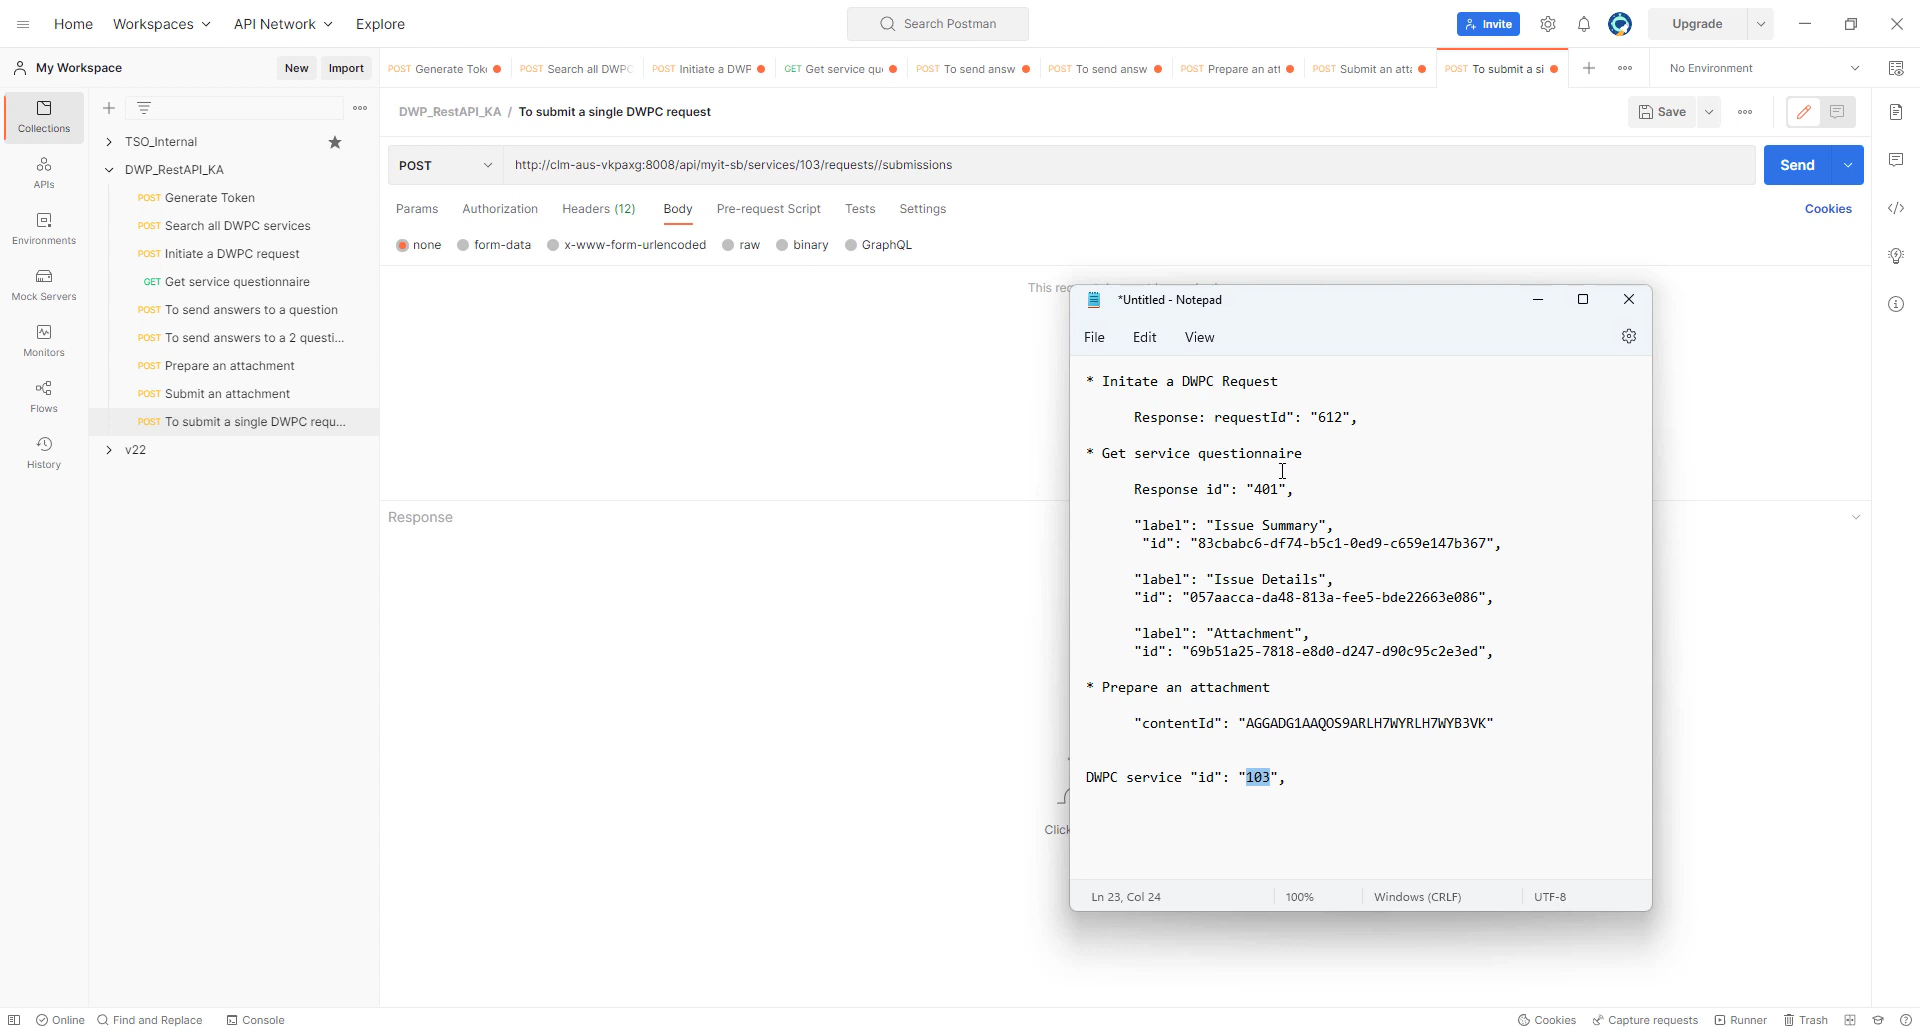 Home Workspaces API Network Explore Search Postman Invite Upgrade
My Workspace New Import
POST Generate Tok POST Search all DWPC POST Initiate a DWP GET Get service qu POST To send answ POST To send answ POST Prepare an att POST Submit an atta POST To submit a si No Environment
Collections
APIs
Environments
Mock Servers
Monitors
Flows
History
TSO_Internal
DWP_RestAPI_KA
POST Generate Token
POST Search all DWPC services
POST Initiate a DWPC request
GET Get service questionnaire
POST To send answers to a question
POST To send answers to a 2 questi...
POST Prepare an attachment
POST Submit an attachment
POST To submit a single DWPC requ...
v22
DWP_RestAPI_KA / To submit a single DWPC request Save
POST http://clm-aus-vkpaxg:8008/api/myit-sb/services/103/requests//submissions Send
Params Authorization Headers (12) Body Pre-request Script Tests Settings Cookies
none form-data x-www-form-urlencoded raw binary GraphQL
This
Response
Click
*Untitled - Notepad
File Edit View
* Initate a DWPC Request
Response: requestId": "612",
* Get service questionnaire
Response id": "401",
"label": "Issue Summary",
"id": "83cbabc6-df74-b5c1-0ed9-c659e147b367",
"label": "Issue Details",
"id": "057aacca-da48-813a-fee5-bde22663e086",
"label": "Attachment",
"id": "69b51a25-7818-e8d0-d247-d90c95c2e3ed",
* Prepare an attachment
"contentId": "AGGADG1AAQOS9ARLH7WYRLH7WYB3VK"
DWPC service "id": "103",
Ln 23, Col 24 100% Windows (CRLF) UTF-8
Online Find and Replace Console Cookies Capture requests Runner Trash